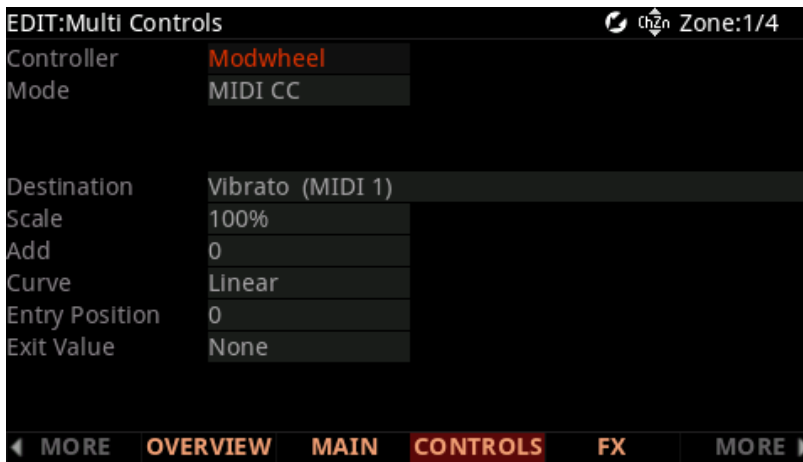 EDIT:Multi Controls ChZn Zone:1/4
Controller Modwheel
Mode MIDI CC
Destination Vibrato (MIDI 1)
Scale 100%
Add 0
Curve Linear
Entry Position 0
Exit Value None
MORE OVERVIEW MAIN CONTROLS FX MORE